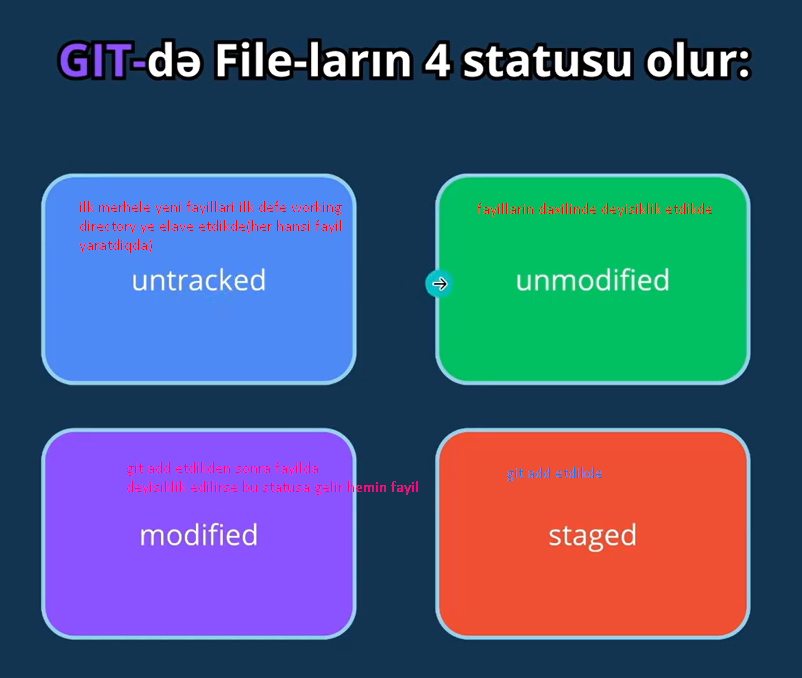 GIT-də File-ların 4 statusu olur:
ilk merhele yeni fayillari ilk defe working
directory ye elave etdikde(her hansi fayil
yaratdiqda)
untracked
fayillarin daxilinde deyiziklik etdikde
unmodified
git add etdikden sonra fayilda
deyisiklik edilirse bu statusa gelir hemin fayil
modified
git add etdikde
staged